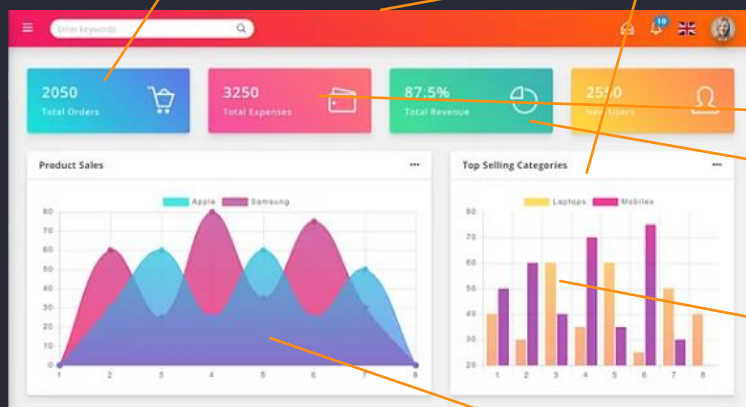 Enter keywords
10
2050
Total Orders
3250
Total Expenses
87.5%
Total Revenue
2550
New Users
Product Sales
Apple Samsung
80
70
60
50
40
30
20
10
0
1 2 3 4 5 6 7 8
Top Selling Categories
Laptops Mobiles
80
70
60
50
40
30
20
1 2 3 4 5 6 7 8